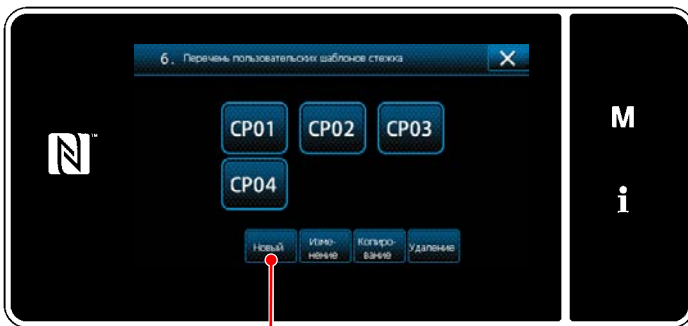 6. Перечень пользовательских шаблонов стежка
CP01 CP02 CP03
CP04
Новый Изме-нение Копиро-вание Удаление
M
i